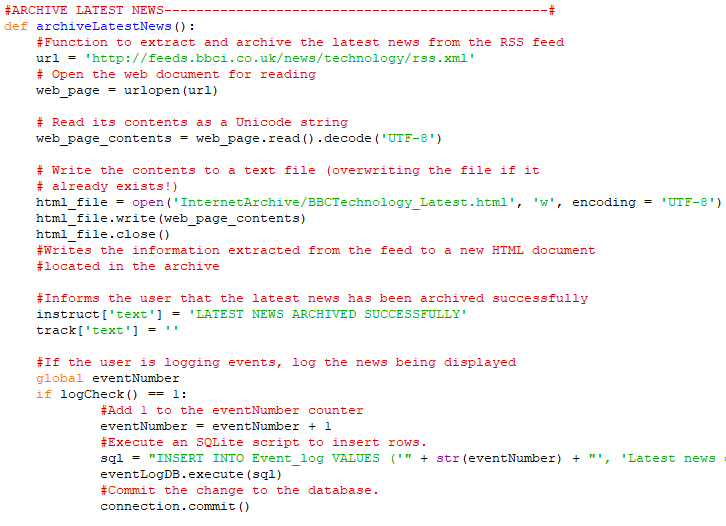 #ARCHIVE LATEST NEWS------------------------------------------------#
def archiveLatestNews():
    #Function to extract and archive the latest news from the RSS feed
    url = 'http://feeds.bbci.co.uk/news/technology/rss.xml'
    # Open the web document for reading
    web_page = urlopen(url)

    # Read its contents as a Unicode string
    web_page_contents = web_page.read().decode('UTF-8')

    # Write the contents to a text file (overwriting the file if it
    # already exists!)
    html_file = open('InternetArchive/BBCTechnology_Latest.html', 'w', encoding = 'UTF-8')
    html_file.write(web_page_contents)
    html_file.close()
    #Writes the information extracted from the feed to a new HTML document
    #located in the archive

    #Informs the user that the latest news has been archived successfully
    instruct['text'] = 'LATEST NEWS ARCHIVED SUCCESSFULLY'
    track['text'] = ''

    #If the user is logging events, log the news being displayed
    global eventNumber
    if logCheck() == 1:
            #Add 1 to the eventNumber counter
            eventNumber = eventNumber + 1
            #Execute an SQLite script to insert rows.
            sql = "INSERT INTO Event_log VALUES ('" + str(eventNumber) + "', 'Latest news
            eventLogDB.execute(sql)
            #Commit the change to the database.
            connection.commit()